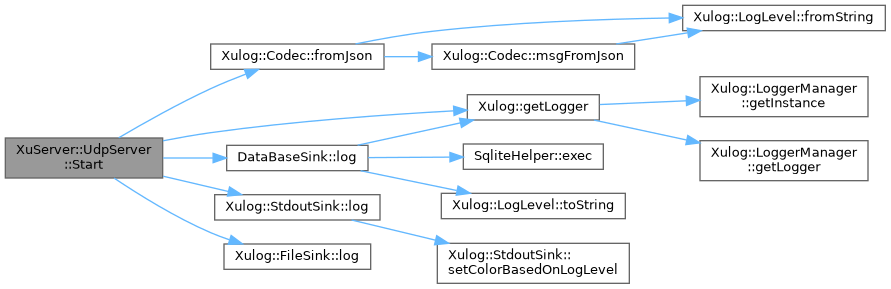 XuServer::UdpServer
::Start
Xulog::Codec::fromJson
Xulog::LogLevel::fromString
Xulog::Codec::msgFromJson
Xulog::getLogger
Xulog::LoggerManager
::getInstance
Xulog::LoggerManager
::getLogger
DataBaseSink::log
SqliteHelper::exec
Xulog::LogLevel::toString
Xulog::StdoutSink::log
Xulog::StdoutSink::
setColorBasedOnLogLevel
Xulog::FileSink::log